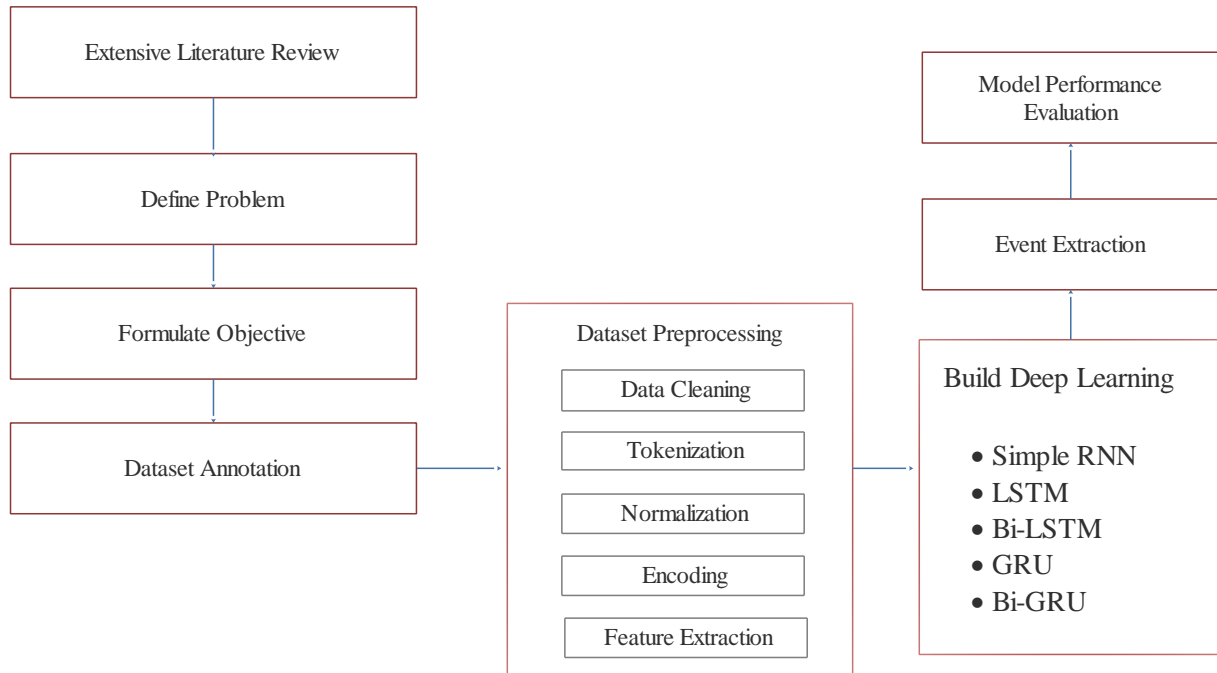 Extensive Literature Review
Define Problem
Formulate Objective
Dataset Annotation
Dataset Preprocessing
Data Cleaning
Tokenization
Normalization
Encoding
Feature Extraction
Build Deep Learning
• Simple RNN
• LSTM
• Bi-LSTM
• GRU
• Bi-GRU
Event Extraction
Model Performance
Evaluation